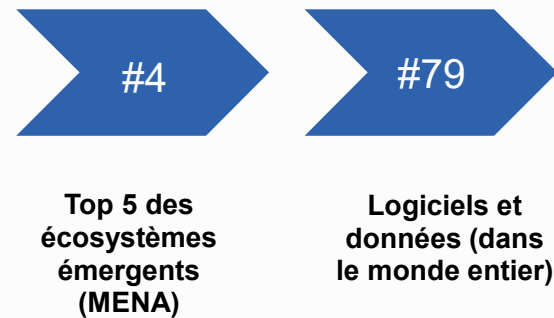 #4
#79
Top 5 des
écosystèmes
émergents
(MENA)
Logiciels et
données (dans
le monde entier)